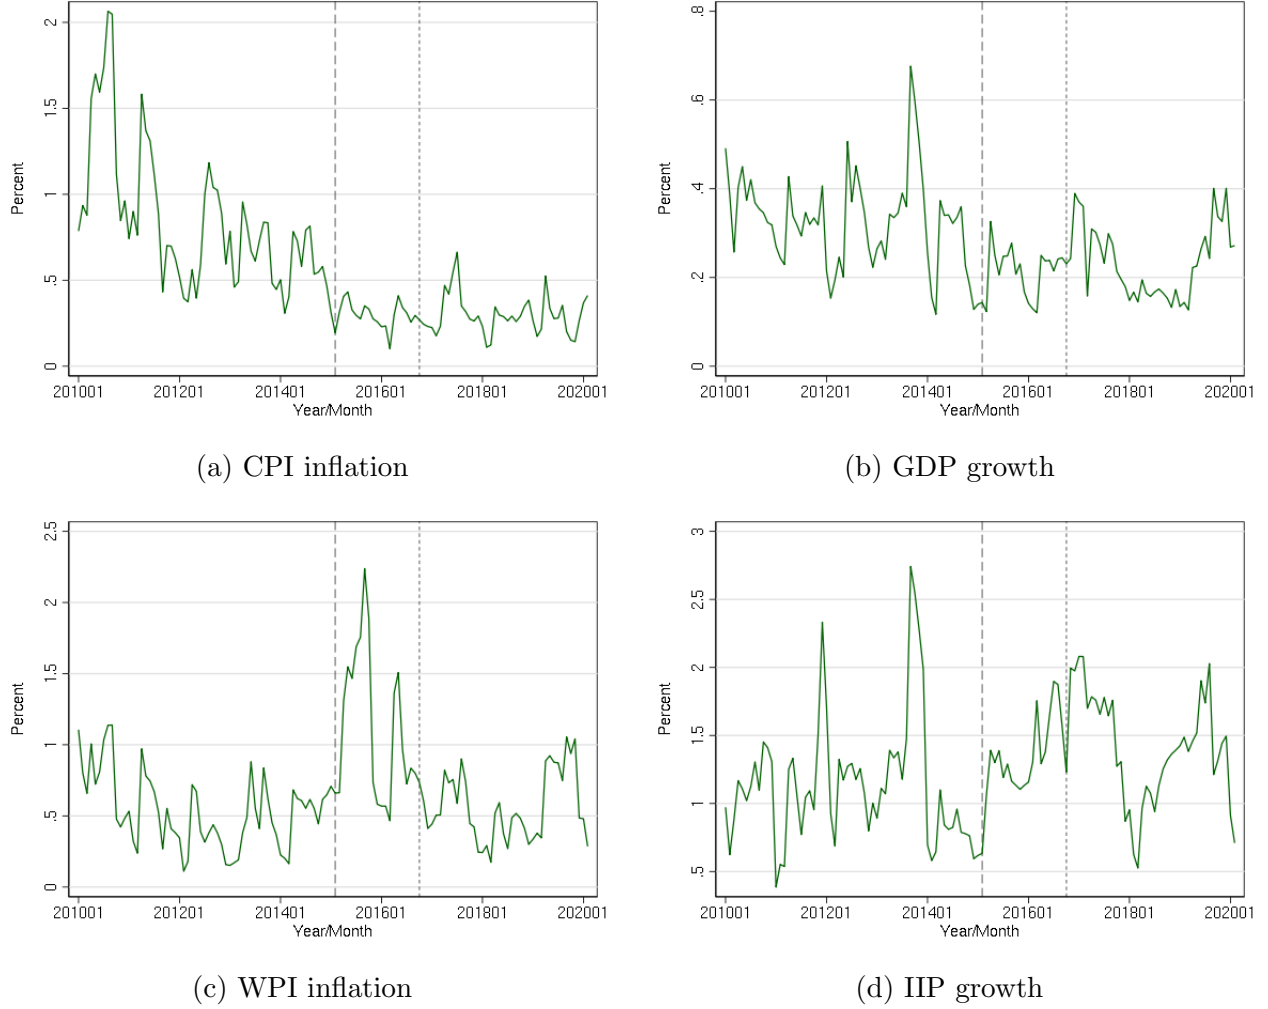 2
1.5
1
.5
0
Percent
201001 201201 201401 201601 201801 202001
Year/Month
(a) CPI inflation
.8
.6
.4
.2
0
Percent
201001 201201 201401 201601 201801 202001
Year/Month
(b) GDP growth
2.5
2
1.5
1
.5
0
Percent
201001 201201 201401 201601 201801 202001
Year/Month
(c) WPI inflation
3
2.5
2
1.5
1
.5
Percent
201001 201201 201401 201601 201801 202001
Year/Month
(d) IIP growth